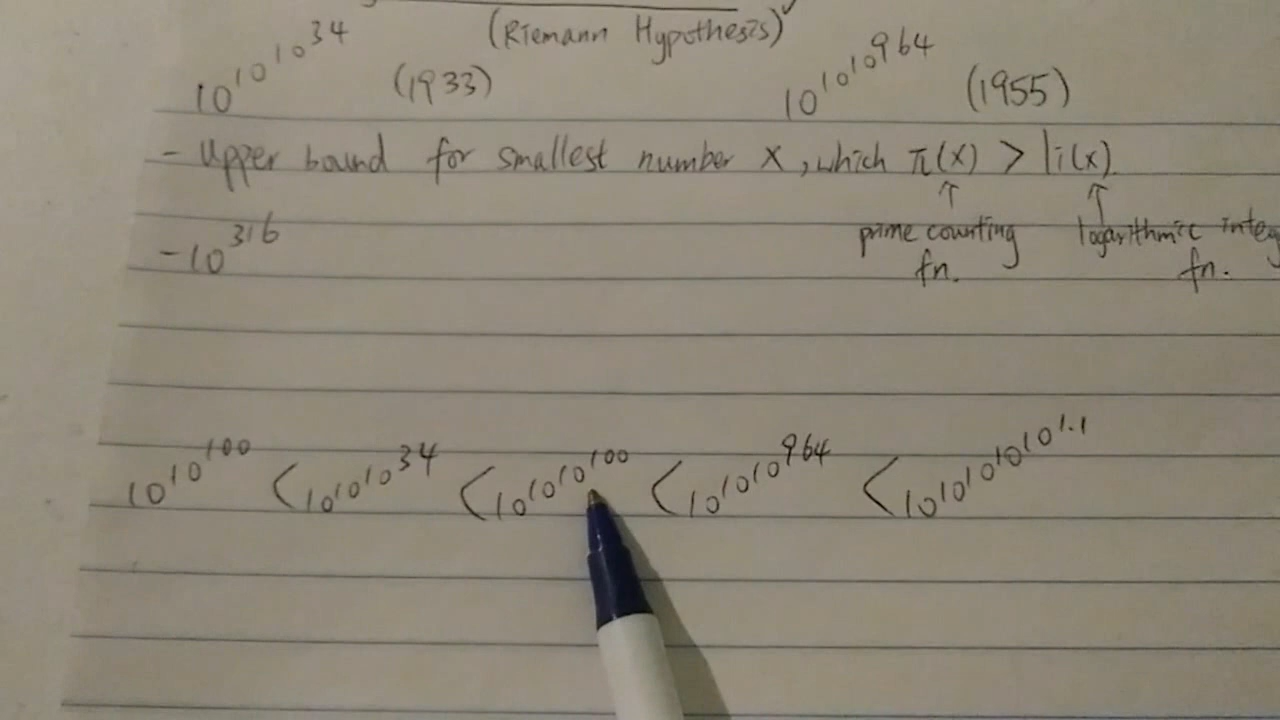 (Riemann Hypothesis) ✓
10^10^10^34 (1933) 10^10^10^964 (1955)
- Upper bound for smallest number x, which π(x) > li(x)
↑ ↑
prime counting logarithmic integ
fn. fn.
- 10^316
10^10^100 < 10^10^10^34 < 10^10^10^100 < 10^10^10^964 < 10^10^10^10^10^1.1